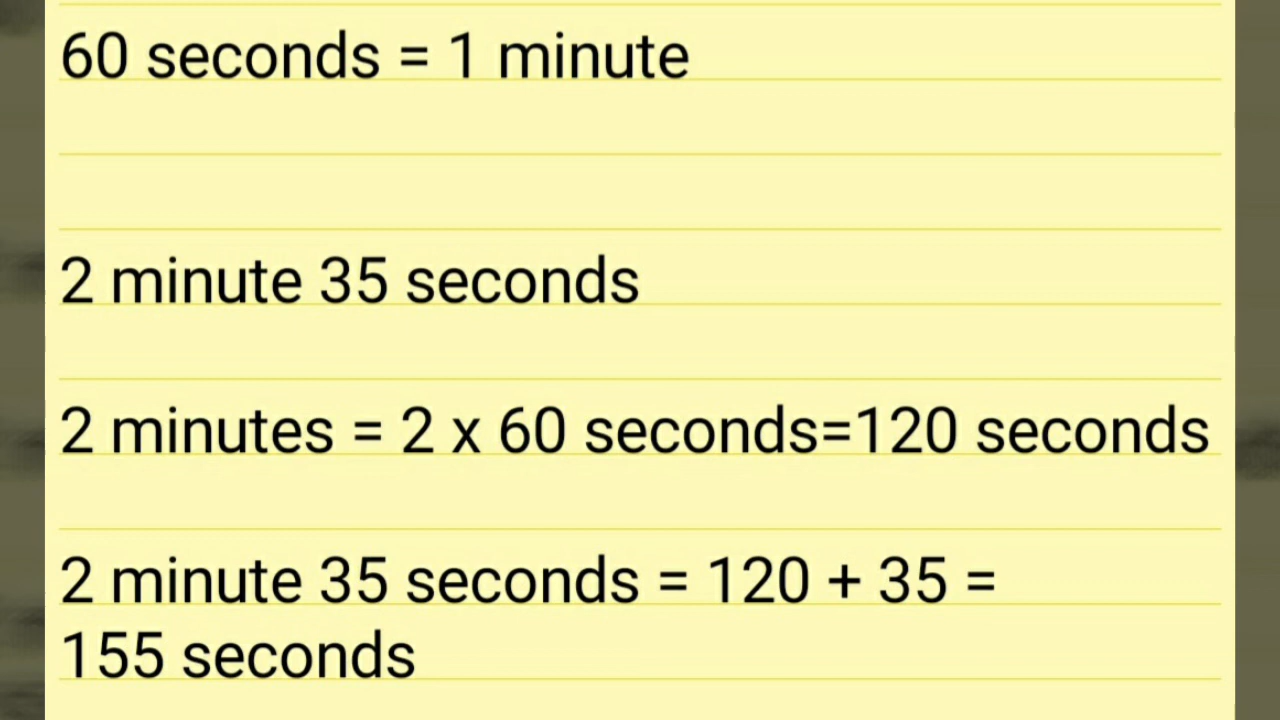 60 seconds = 1 minute
2 minute 35 seconds
2 minutes = 2 x 60 seconds=120 seconds
2 minute 35 seconds = 120 + 35 =
155 seconds